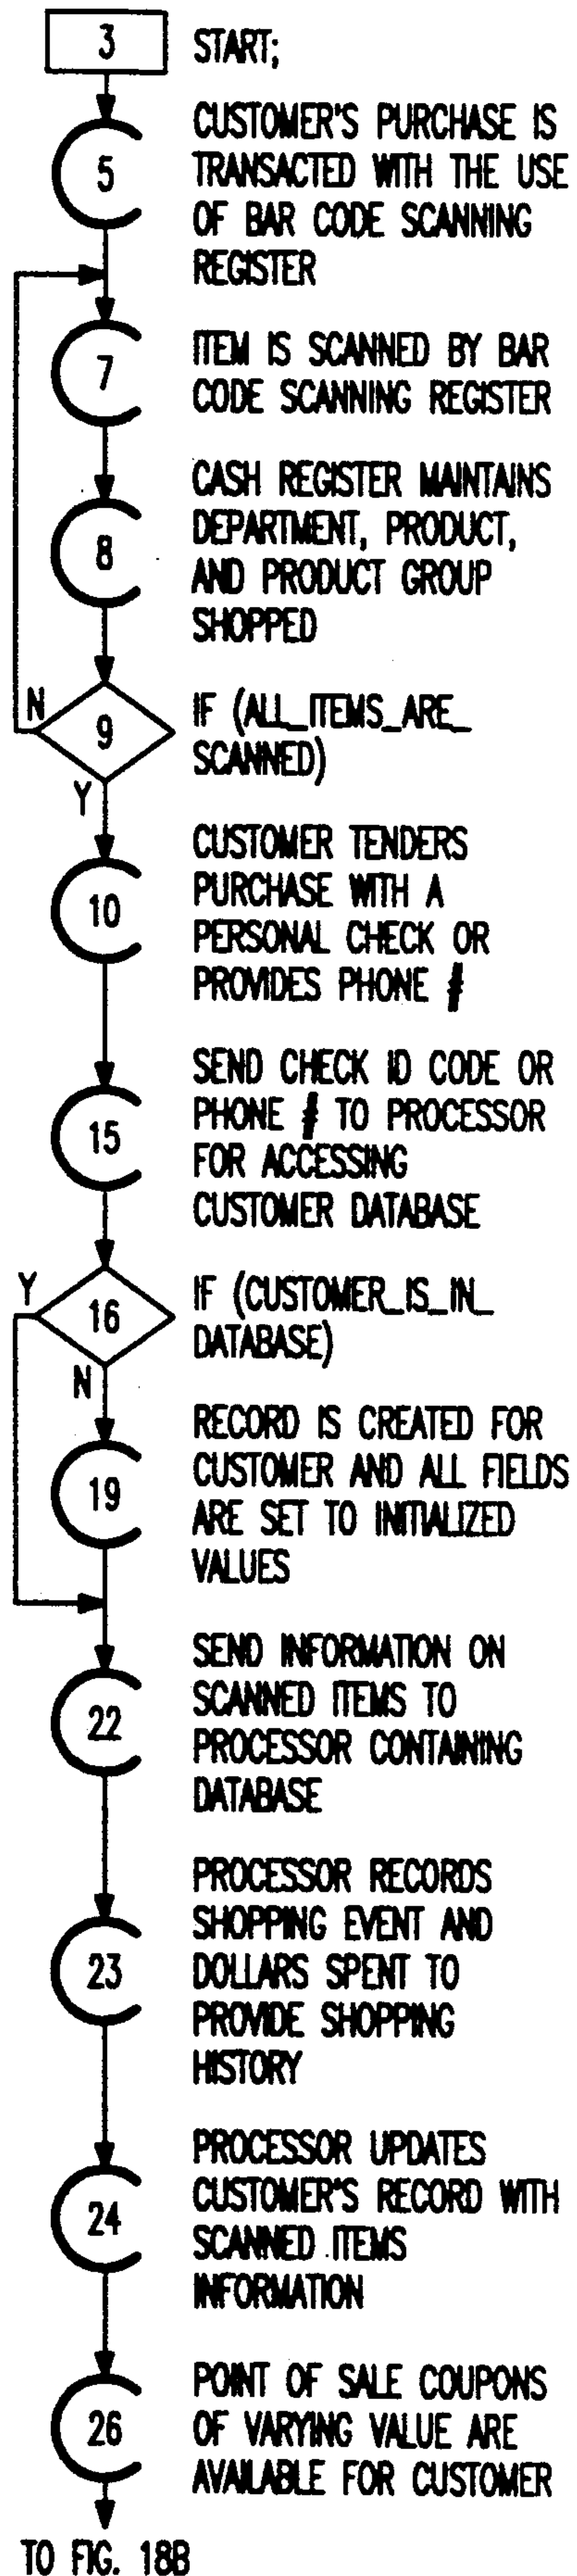 3 START;
5 CUSTOMER'S PURCHASE IS
TRANSACTED WITH THE USE
OF BAR CODE SCANNING
REGISTER
7 ITEM IS SCANNED BY BAR
CODE SCANNING REGISTER
8 CASH REGISTER MAINTAINS
DEPARTMENT, PRODUCT,
AND PRODUCT GROUP
SHOPPED
N
9 IF (ALL_ITEMS_ARE_
SCANNED)
Y
10 CUSTOMER TENDERS
PURCHASE WITH A
PERSONAL CHECK OR
PROVIDES PHONE #
15 SEND CHECK ID CODE OR
PHONE # TO PROCESSOR
FOR ACCESSING
CUSTOMER DATABASE
Y
16 IF (CUSTOMER_IS_IN_
DATABASE)
N
19 RECORD IS CREATED FOR
CUSTOMER AND ALL FIELDS
ARE SET TO INITIALIZED
VALUES
22 SEND INFORMATION ON
SCANNED ITEMS TO
PROCESSOR CONTAINING
DATABASE
23 PROCESSOR RECORDS
SHOPPING EVENT AND
DOLLARS SPENT TO
PROVIDE SHOPPING
HISTORY
24 PROCESSOR UPDATES
CUSTOMER'S RECORD WITH
SCANNED ITEMS
INFORMATION
26 POINT OF SALE COUPONS
OF VARYING VALUE ARE
AVAILABLE FOR CUSTOMER
TO FIG. 18B